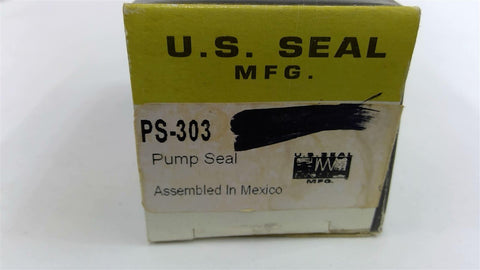 U.S. SEAL
MFG.
PS-303
Pump Seal
U.S. SEAL
MFG.
Assembled In Mexico